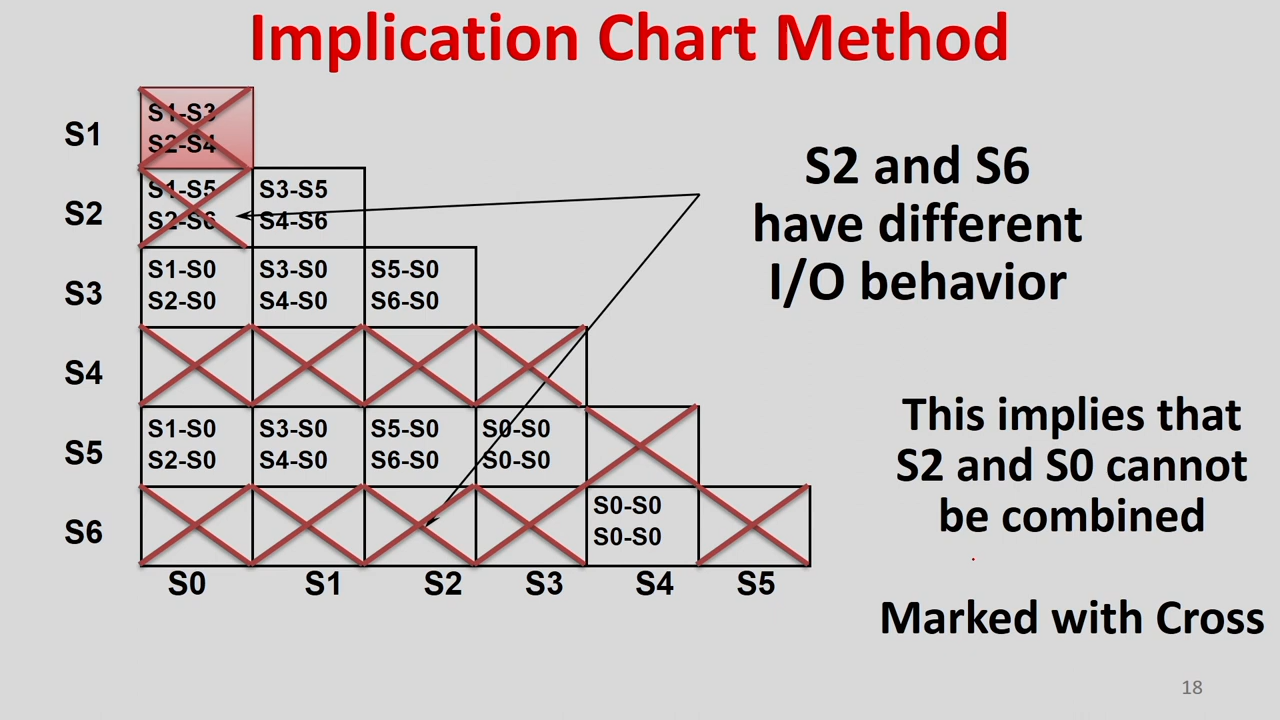 Implication Chart Method
S1
S1-S3
S2-S4
S2
S1-S5
S2-S6
S3-S5
S4-S6
S3
S1-S0
S2-S0
S3-S0
S4-S0
S5-S0
S6-S0
S4
S5
S1-S0
S2-S0
S3-S0
S4-S0
S5-S0
S6-S0
S0-S0
S0-S0
S6
S0-S0
S0-S0
S0 S1 S2 S3 S4 S5
S2 and S6
have different
I/O behavior
This implies that
S2 and S0 cannot
be combined
Marked with Cross
18